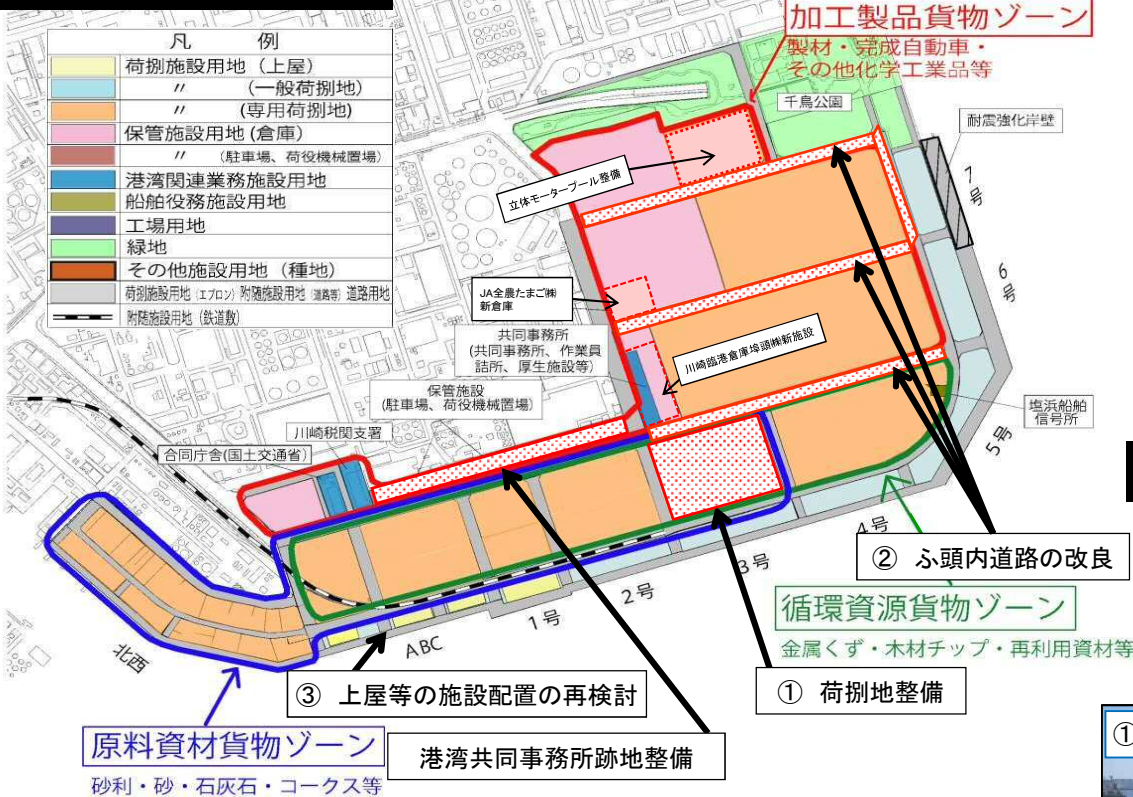 凡 例
荷捌施設用地（上屋）
〃 （一般荷捌地）
〃 （専用荷捌地）
保管施設用地（倉庫）
〃 （駐車場、荷役機械置場）
港湾関連業務施設用地
船舶役務施設用地
工場用地
緑地
その他施設用地（種地）
荷捌施設用地（エプロン）附随施設用地（道路等）道路用地
附随施設用地（鉄道敷）
加工製品貨物ゾーン
製材・完成自動車・
その他化学工業品等
千鳥公園
耐震強化岸壁
立体モータープール整備
7号
6号
JA全農たまご㈱
新倉庫
共同事務所
(共同事務所、作業員
詰所、厚生施設等)
川崎臨港倉庫埠頭㈱新施設
保管施設
(駐車場、荷役機械置場)
塩浜船舶
信号所
川崎税関支署
合同庁舎(国土交通省)
5号
4号
3号
2号
1号
ABC
北西
② ふ頭内道路の改良
循環資源貨物ゾーン
金属くず・木材チップ・再利用資材等
③ 上屋等の施設配置の再検討
① 荷捌地整備
港湾共同事務所跡地整備
原料資材貨物ゾーン
砂利・砂・石灰石・コークス等
①